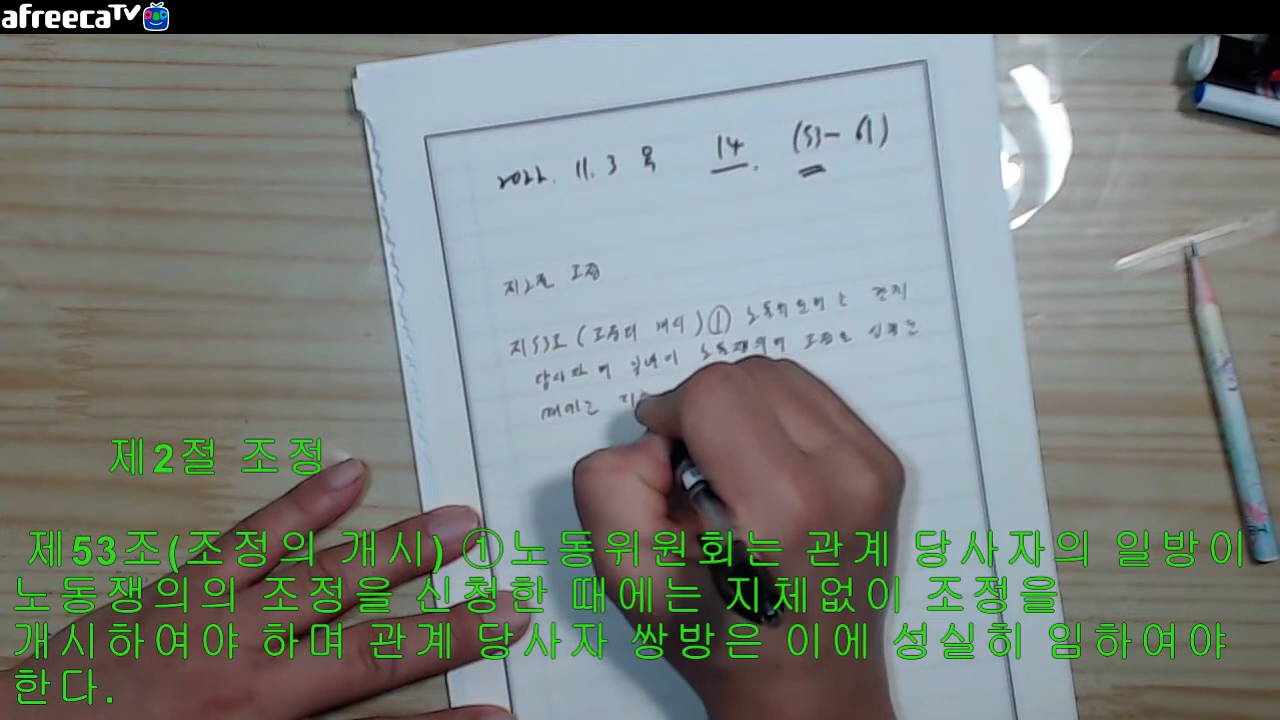 afreecaTV
2022. 11. 3 목 14. (53-61)
제2절 조정
제53조 (조정의 개시) ① 노동위원회는 관계
당사자의 일방이 노동쟁의의 조정을 신청한
때에는 지체
제2절 조정
제53조(조정의 개시) ①노동위원회는 관계 당사자의 일방이
노동쟁의의 조정을 신청한 때에는 지체없이 조정을
개시하여야 하며 관계 당사자 쌍방은 이에 성실히 임하여야
한다.